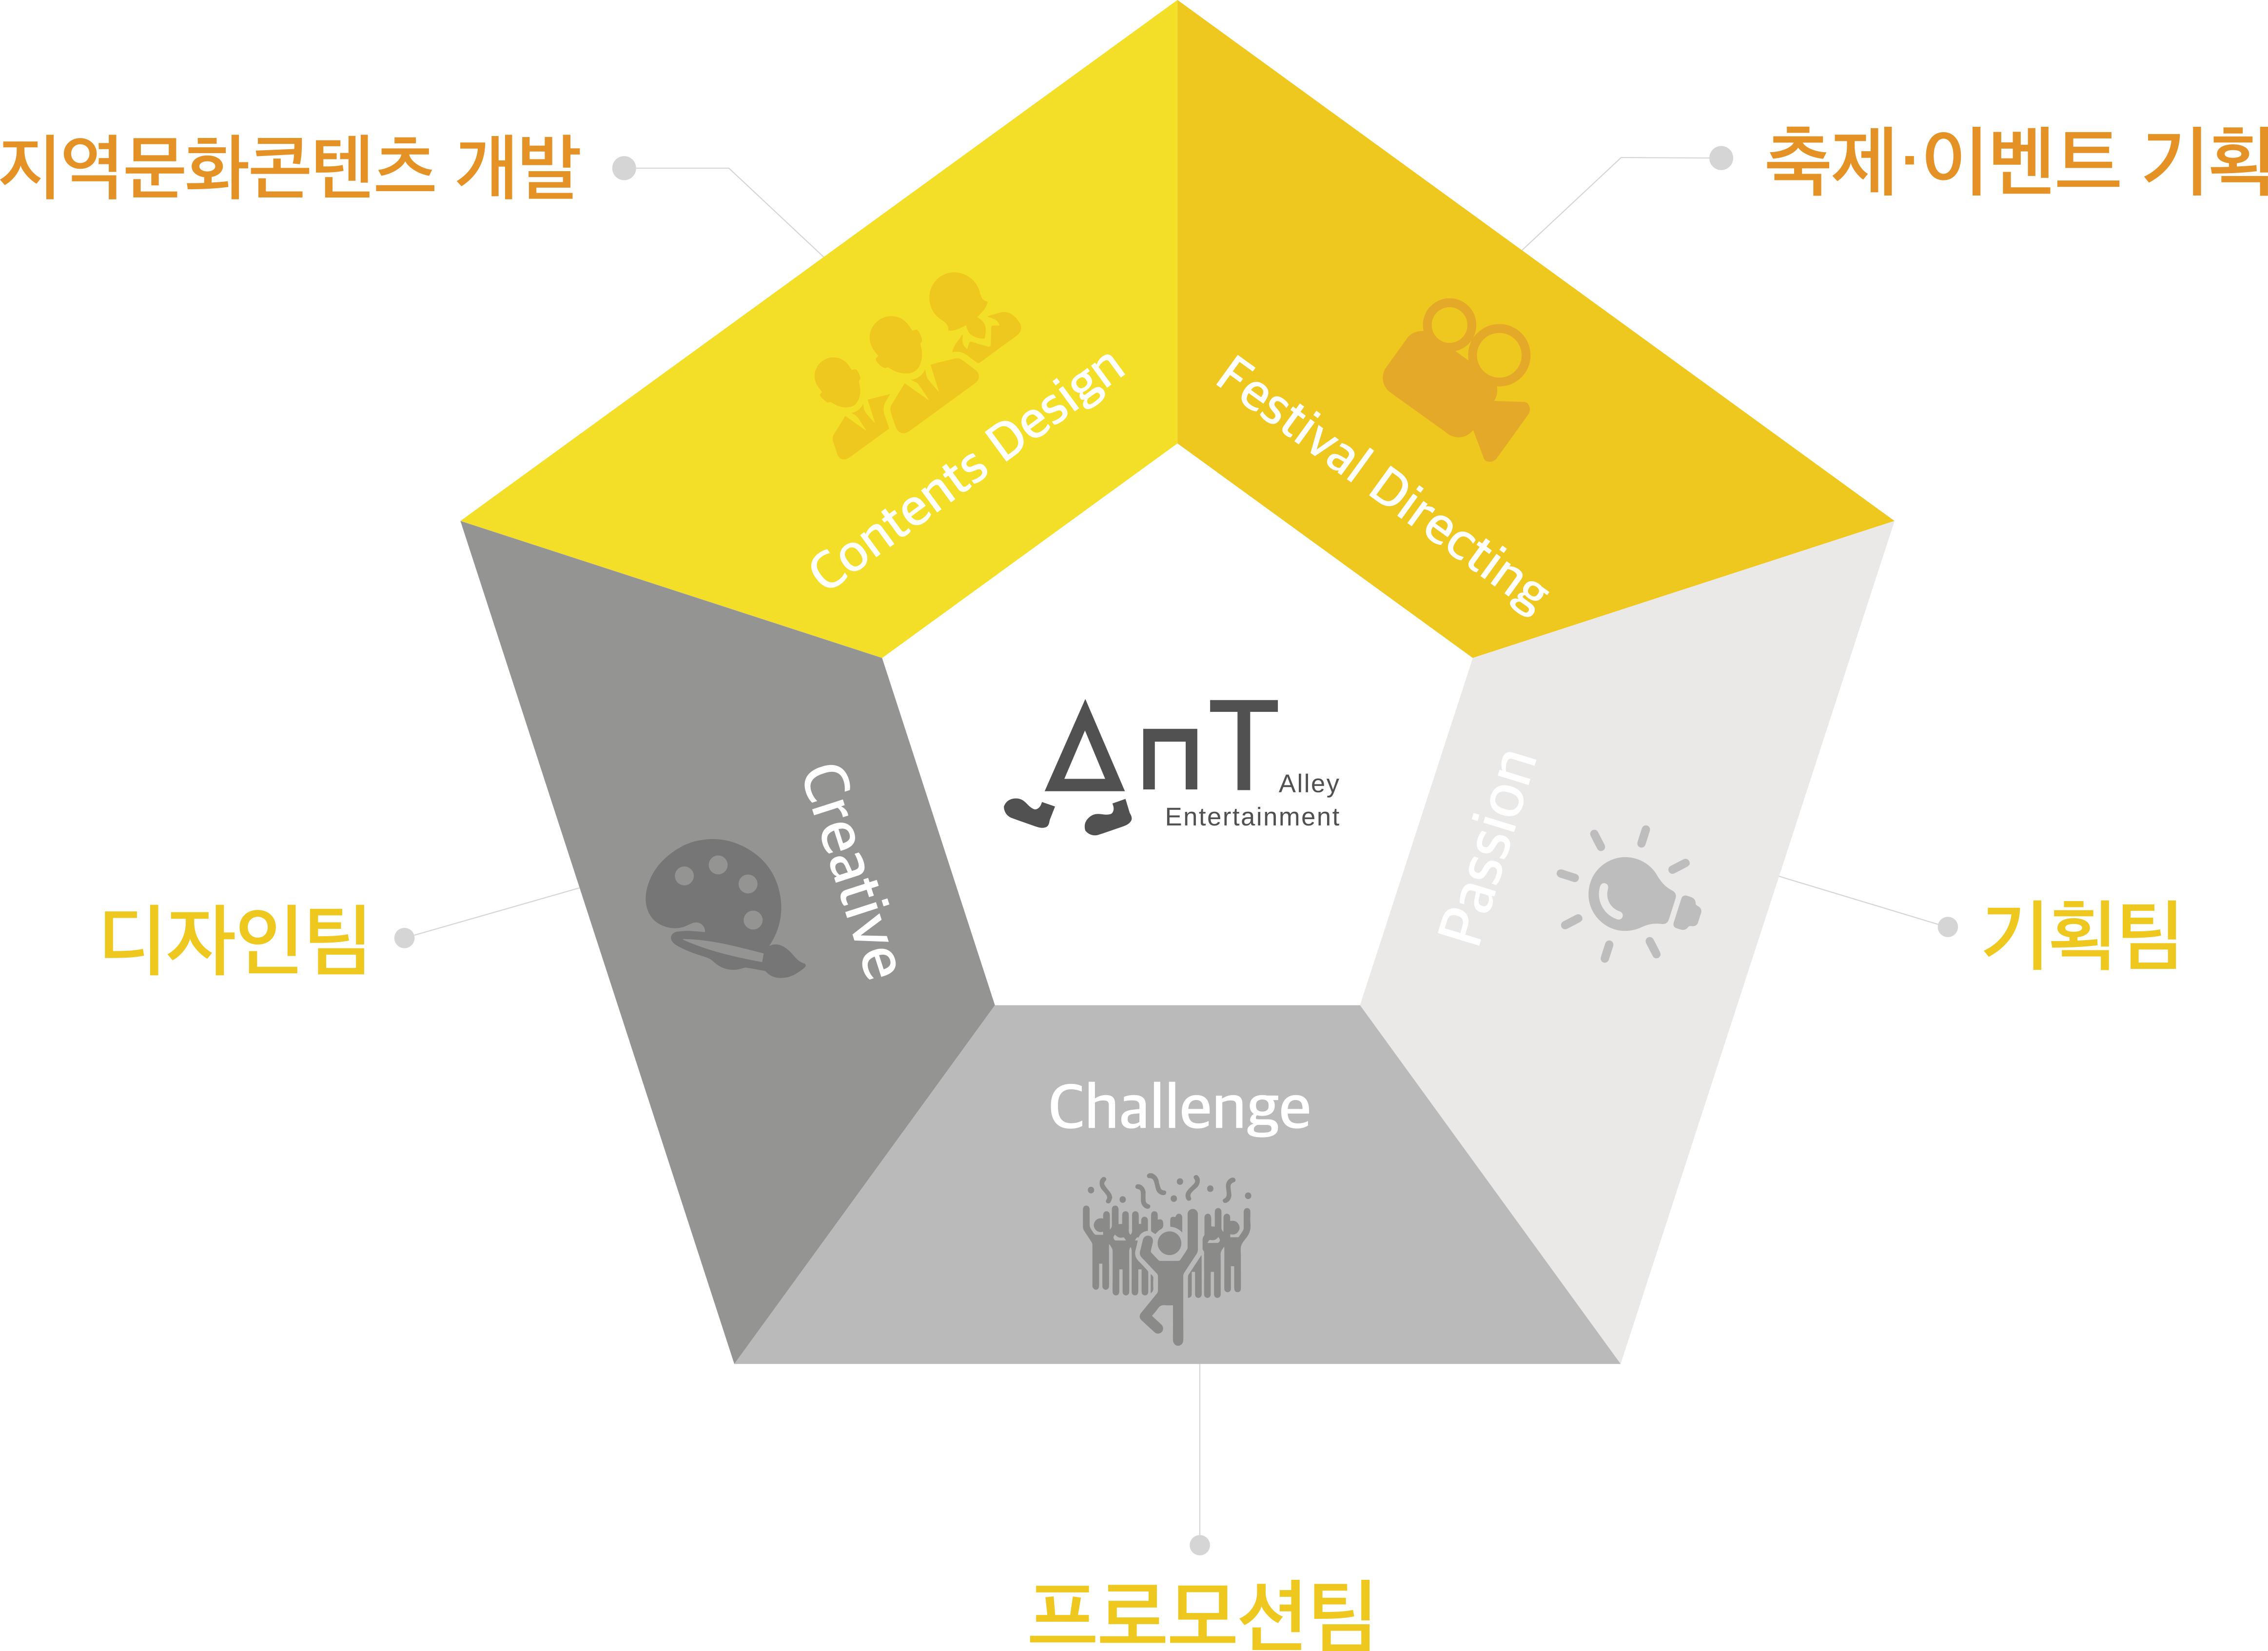 지역문화콘텐츠 개발
축제·이벤트 기획
Contents Design
Festival Directing
AnT
Alley
Entertainment
Creative
Passion
디자인팀
기획팀
Challenge
프로모션팀